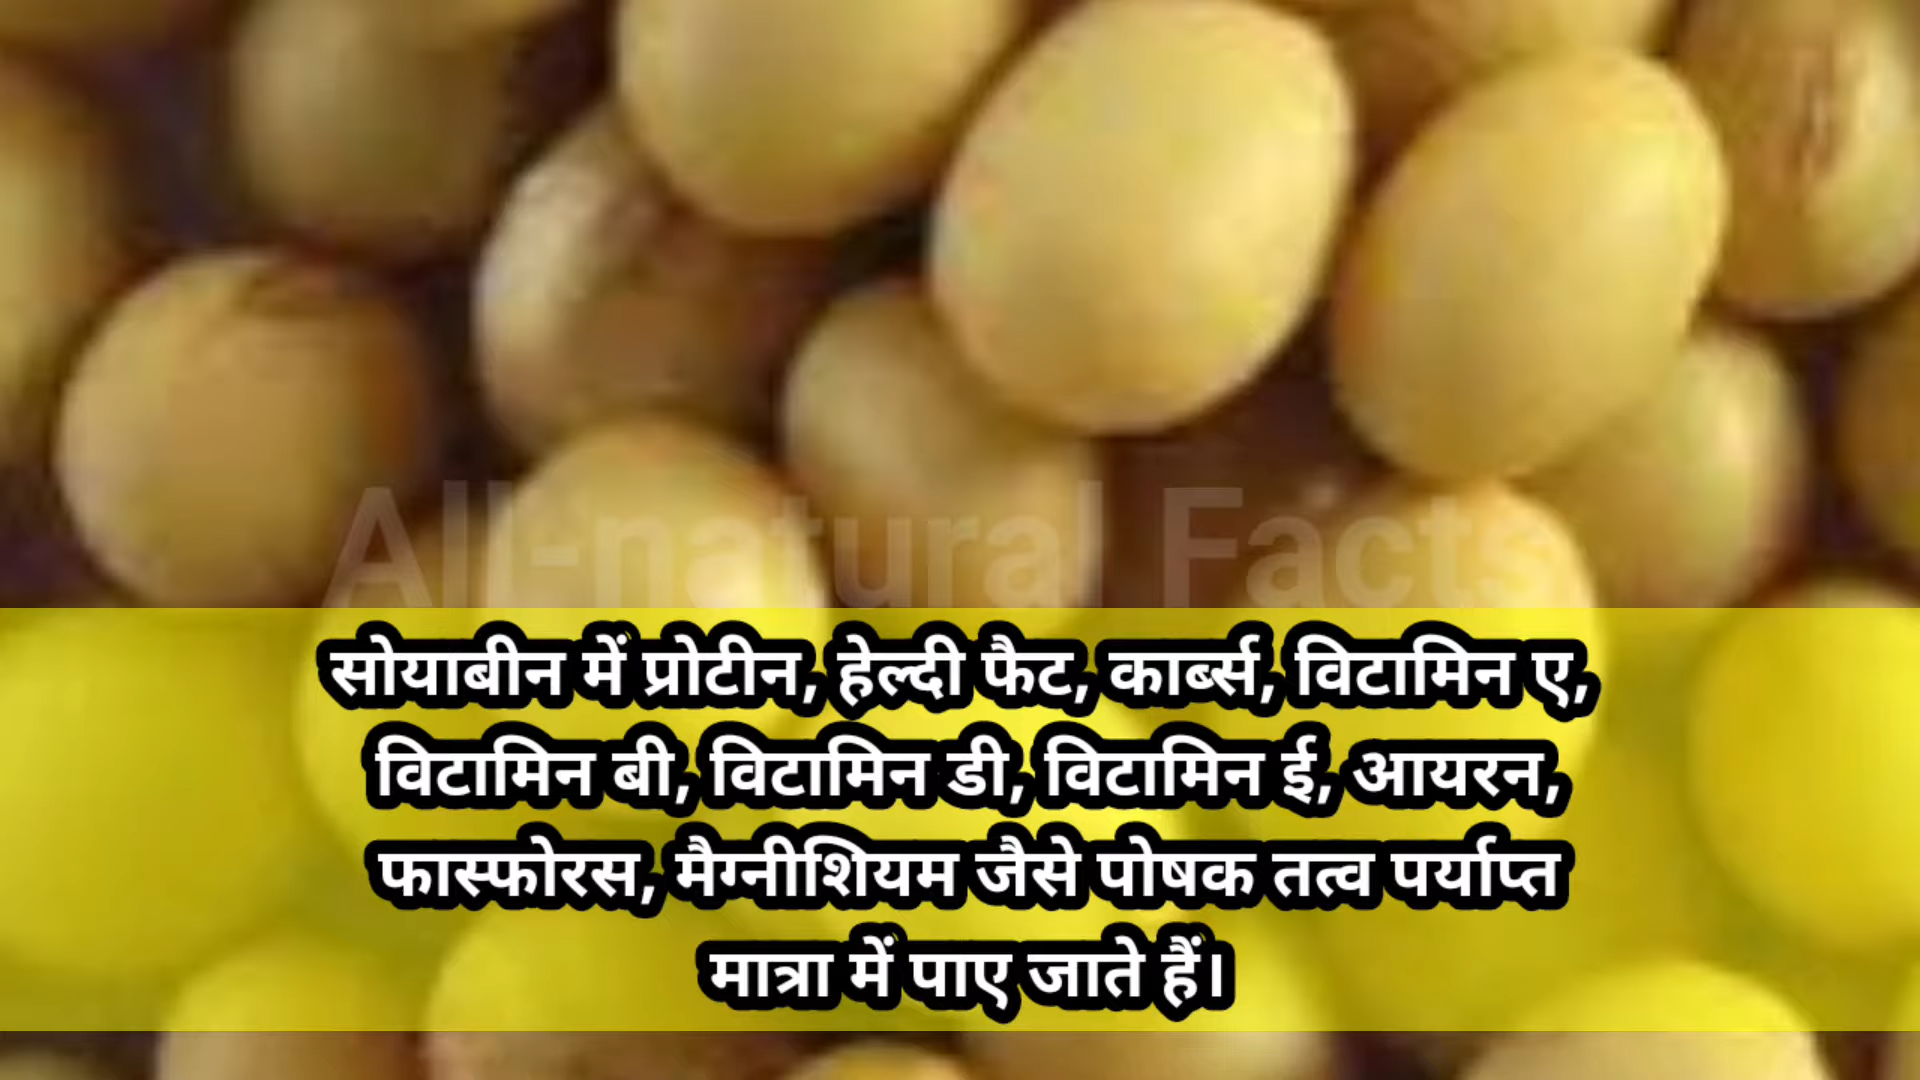 All-natural Facts
सोयाबीन में प्रोटीन, हेल्दी फैट, कार्ब्स, विटामिन ए,
विटामिन बी, विटामिन डी, विटामिन ई, आयरन,
फास्फोरस, मैग्नीशियम जैसे पोषक तत्व पर्याप्त
मात्रा में पाए जाते हैं।